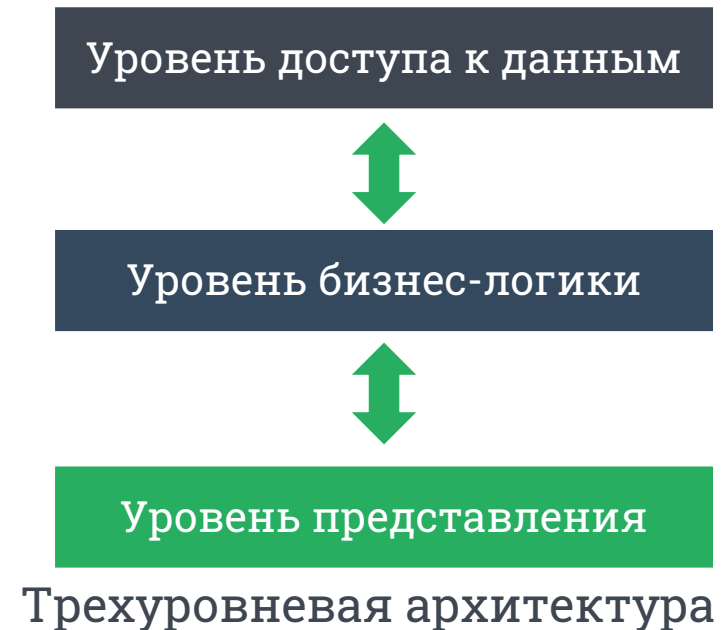 Уровень доступа к данным
Уровень бизнес-логики
Уровень представления
Трехуровневая архитектура